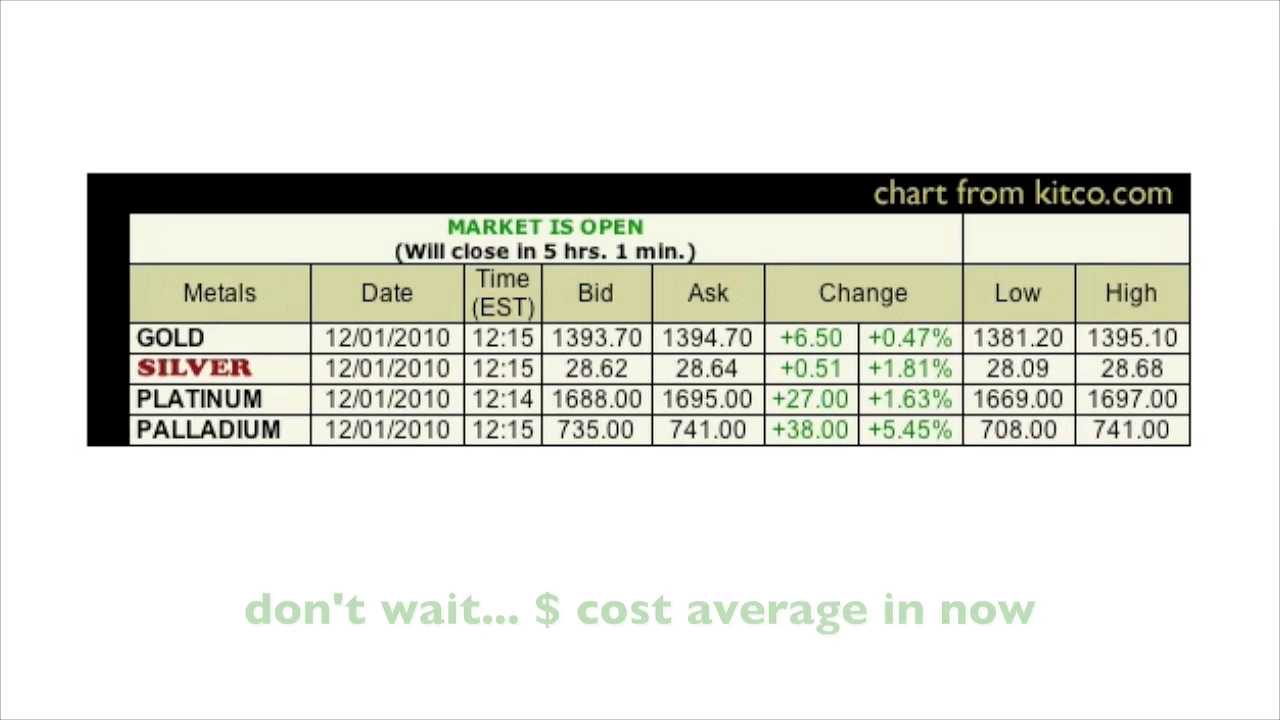 chart from kitco.com
MARKET IS OPEN
(Will close in 5 hrs. 1 min.)
Metals Date Time (EST) Bid Ask Change Low High
GOLD 12/01/2010 12:15 1393.70 1394.70 +6.50 +0.47% 1381.20 1395.10
SILVER 12/01/2010 12:15 28.62 28.64 +0.51 +1.81% 28.09 28.68
PLATINUM 12/01/2010 12:14 1688.00 1695.00 +27.00 +1.63% 1669.00 1697.00
PALLADIUM 12/01/2010 12:15 735.00 741.00 +38.00 +5.45% 708.00 741.00
don't wait... $ cost average in now